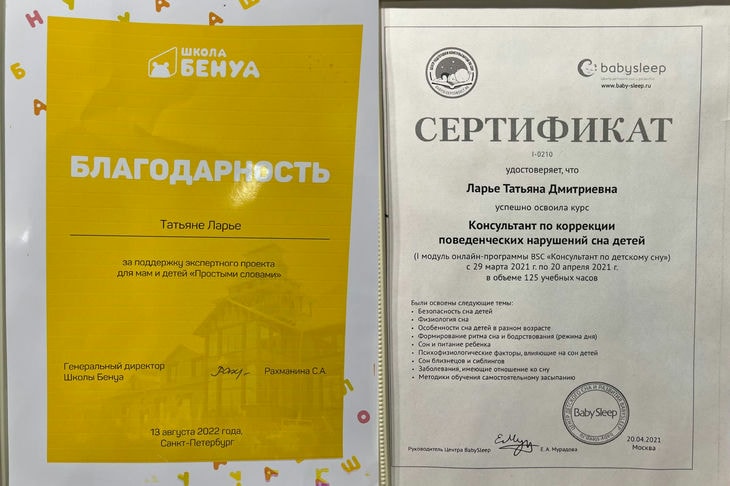 ШКОЛА
БЕНУА
БЛАГОДАРНОСТЬ
Татьяне Ларье
за поддержку экспертного проекта
для мам и детей «Простыми словами»
Генеральный директор
Школы Бенуа
Рахманина С.А.
13 августа 2022 года,
Санкт-Петербург
babysleep
www.baby-sleep.ru
СЕРТИФИКАТ
I-0210
удостоверяет, что
Ларье Татьяна Дмитриевна
успешно освоила курс
Консультант по коррекции
поведенческих нарушений сна детей
(I модуль онлайн-программы BSC «Консультант по детскому сну»)
с 29 марта 2021 г. по 20 апреля 2021 г.
в объеме 125 учебных часов
Были освоены следующие темы:
• Безопасность сна детей
• Физиология сна
• Особенности сна детей в разном возрасте
• Формирование ритма сна и бодрствования (режима дня)
• Сон и питание ребенка
• Психофизиологические факторы, влияющие на сон детей
• Сон близнецов и сиблингов
• Заболевания, имеющие отношение ко сну
• Методики обучения самостоятельному засыпанию
BabySleep
Руководитель Центра BabySleep
Е.А. Мурадова
20.04.2021
Москва